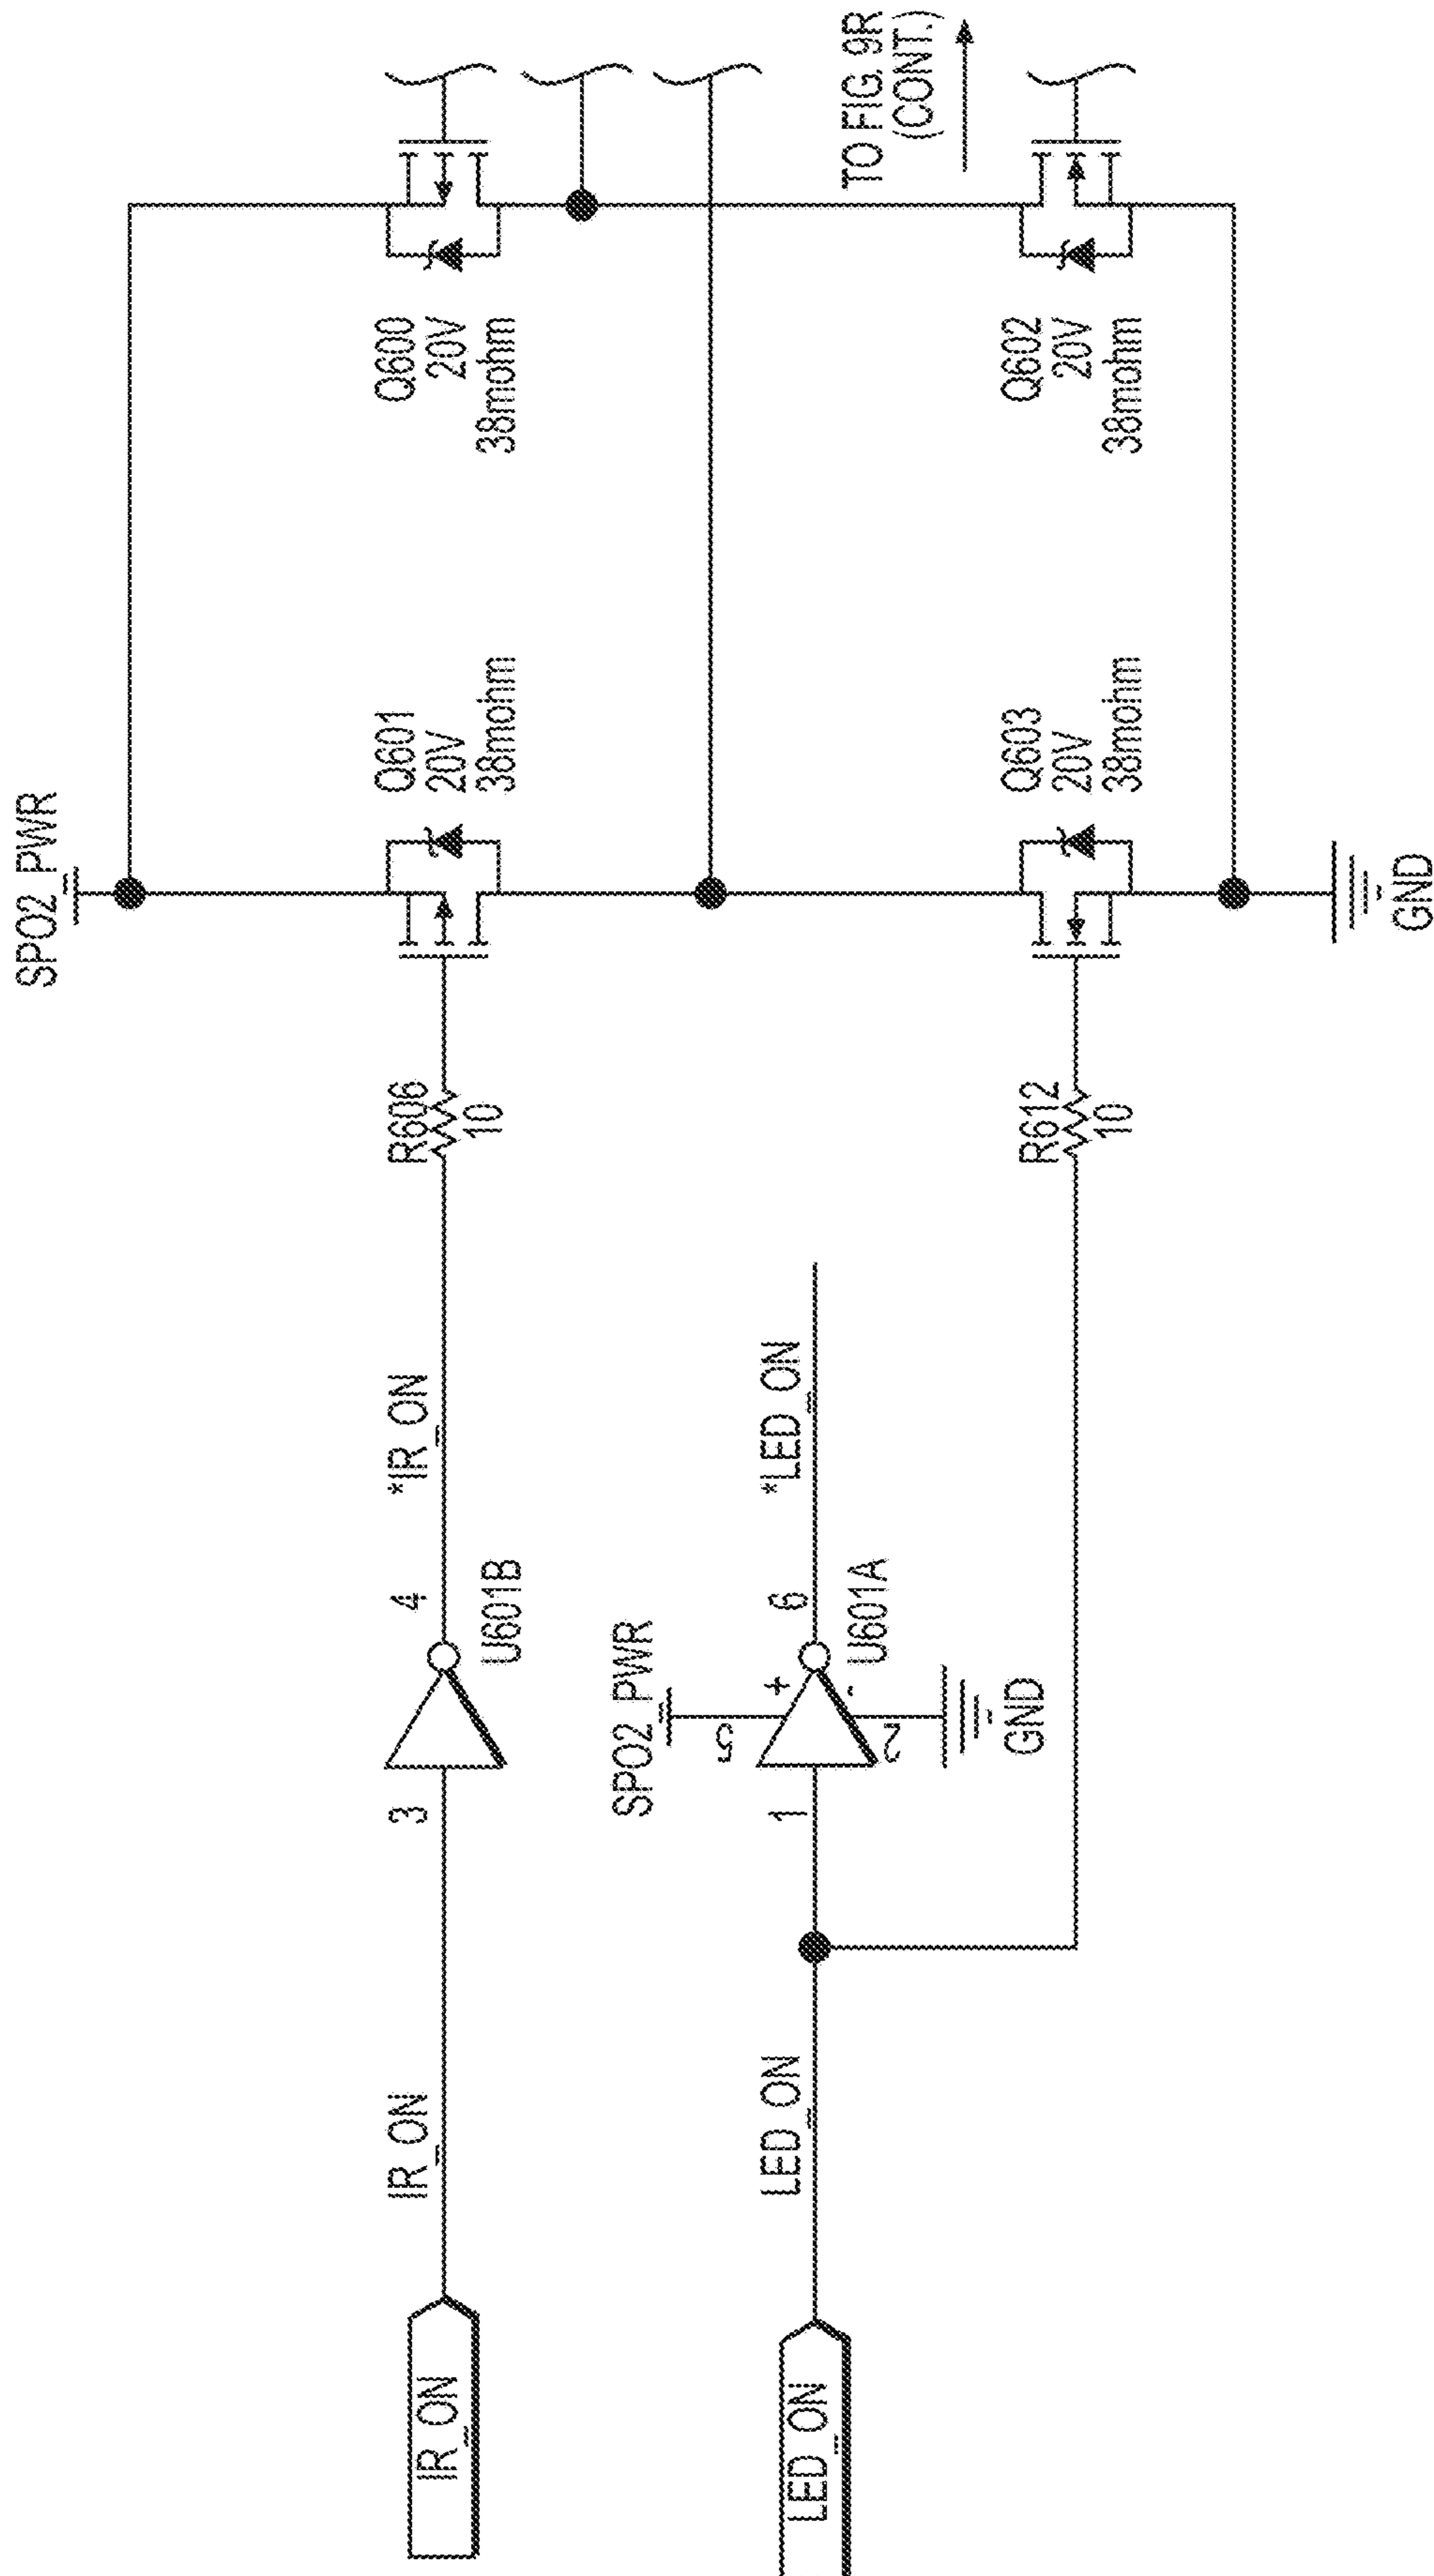 SPO2_PWR
Q601
20V
38mohm
Q600
20V
38mohm
IR_ON
IR_ON
3
4
U601B
*IR_ON
R606
10
SPO2_PWR
5
LED_ON
LED_ON
1
+
-
6
U601A
*LED_ON
2
GND
TO FIG. 9R
(CONT.)
R612
10
Q603
20V
38mohm
Q602
20V
38mohm
GND